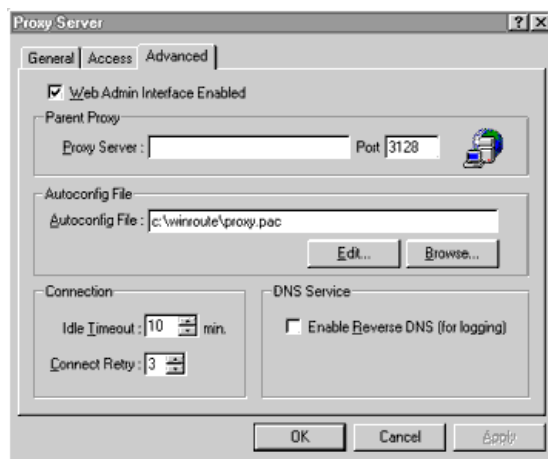 Proxy Server
General Access Advanced
Web Admin Interface Enabled
Parent Proxy
Proxy Server : Port 3128
Autoconfig File
Autoconfig File : c:\winroute\proxy.pac
Edit... Browse...
Connection DNS Service
Idle Timeout : 10 min. Enable Reverse DNS (for logging)
Connect Retry : 3
OK Cancel Apply